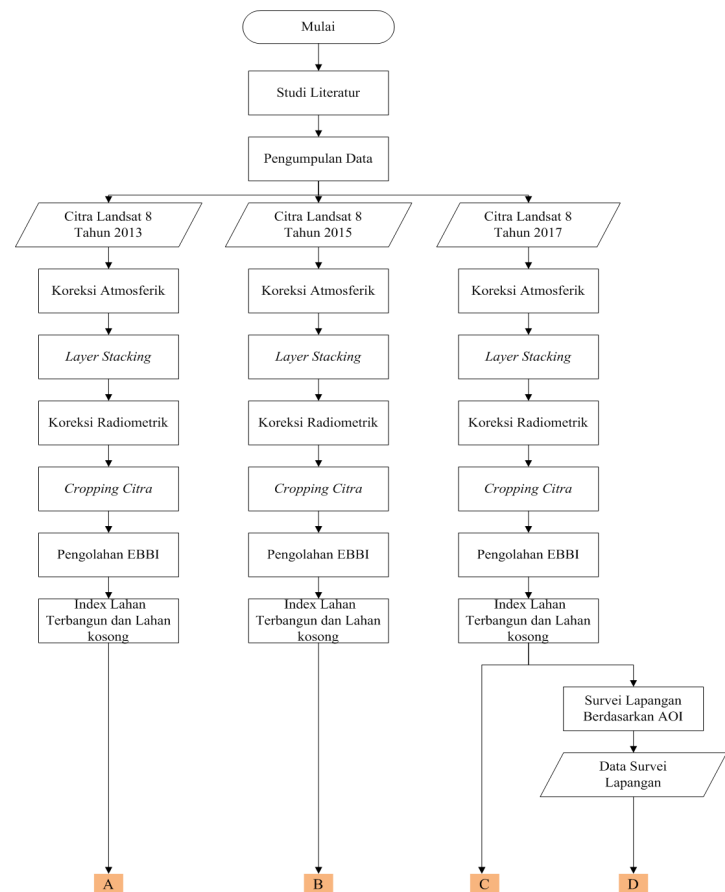 Mulai
Studi Literatur
Pengumpulan Data
Citra Landsat 8
Tahun 2013
Citra Landsat 8
Tahun 2015
Citra Landsat 8
Tahun 2017
Koreksi Atmosferik
Koreksi Atmosferik
Koreksi Atmosferik
Layer Stacking
Layer Stacking
Layer Stacking
Koreksi Radiometrik
Koreksi Radiometrik
Koreksi Radiometrik
Cropping Citra
Cropping Citra
Cropping Citra
Pengolahan EBBI
Pengolahan EBBI
Pengolahan EBBI
Index Lahan
Terbangun dan Lahan
kosong
Index Lahan
Terbangun dan Lahan
kosong
Index Lahan
Terbangun dan Lahan
kosong
Survei Lapangan
Berdasarkan AOI
Data Survei
Lapangan
A
B
C
D